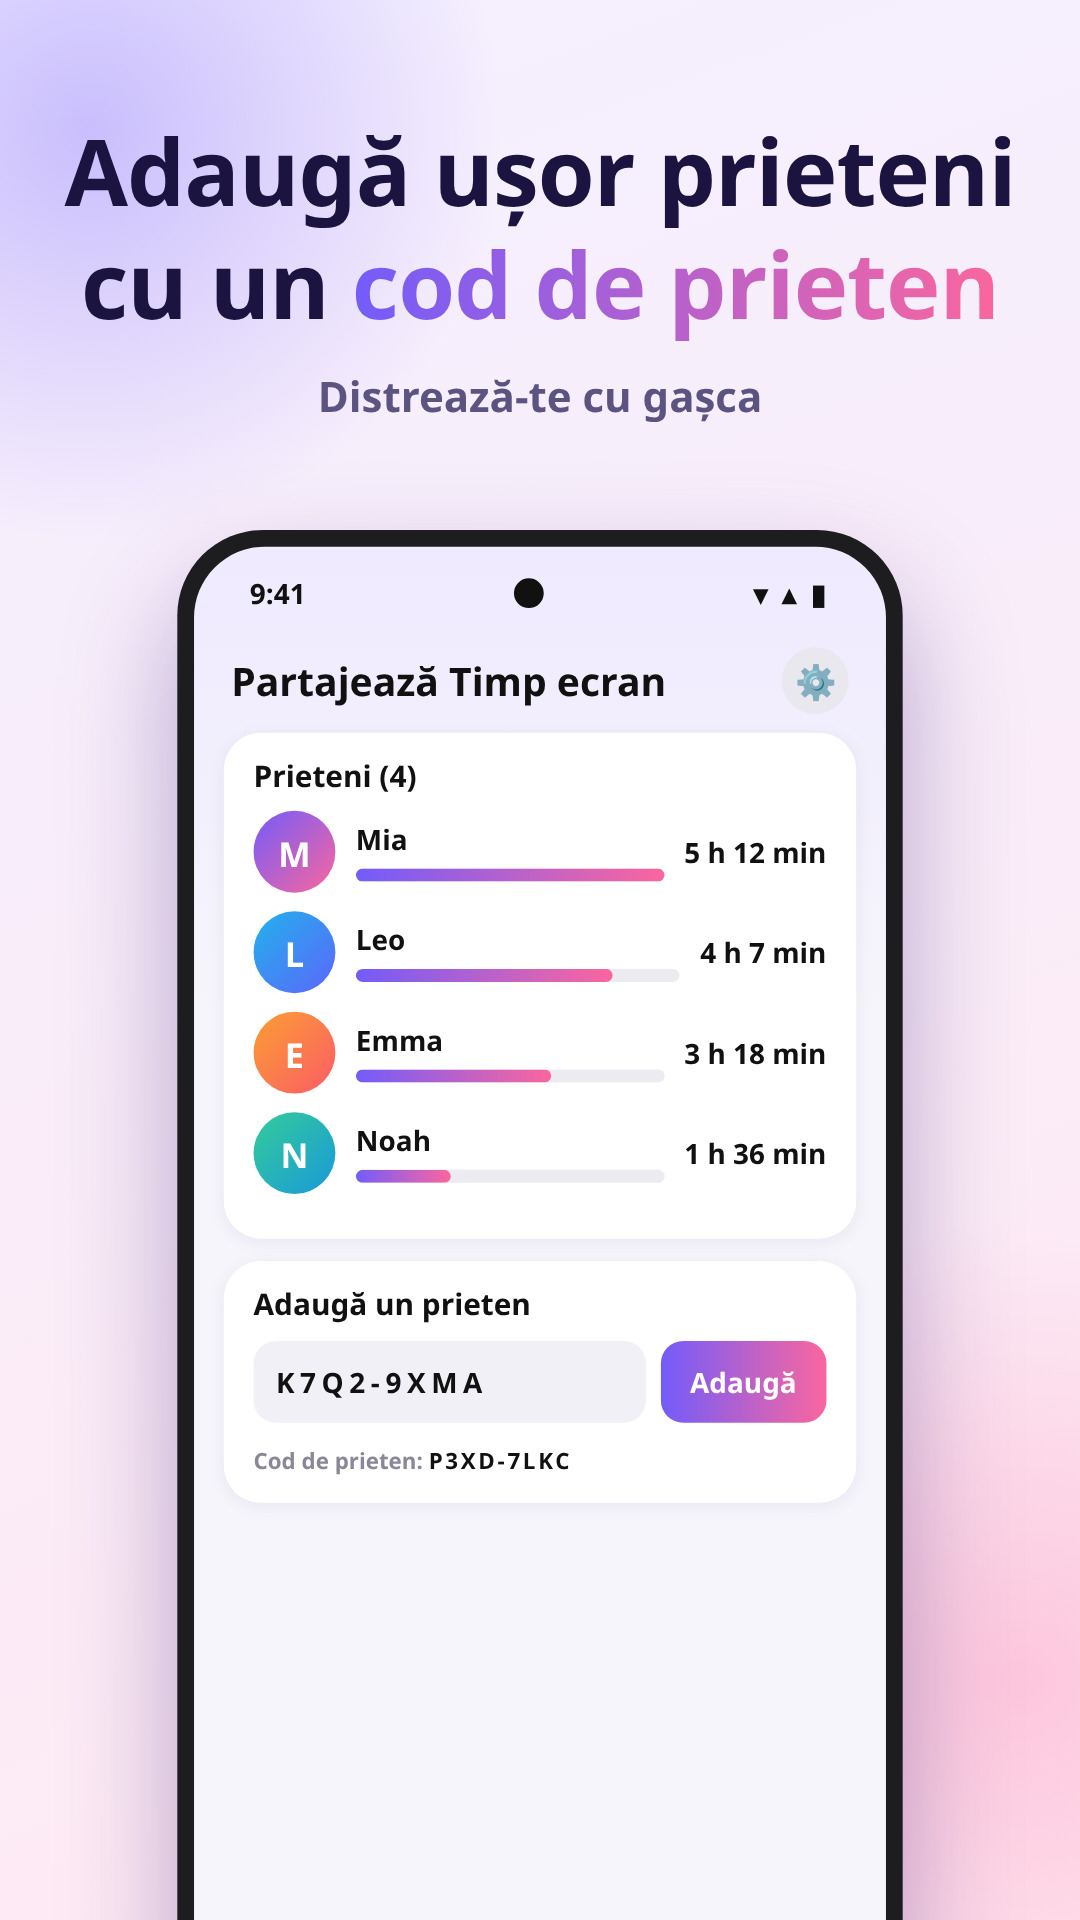 Adaugă ușor prieteni
cu un cod de prieten
Distrează-te cu gașca
9:41
Partajează Timp ecran
Prieteni (4)
M
Mia
5 h 12 min
L
Leo
4 h 7 min
E
Emma
3 h 18 min
N
Noah
1 h 36 min
Adaugă un prieten
K7Q2-9XMA
Adaugă
Cod de prieten: P3XD-7LKC